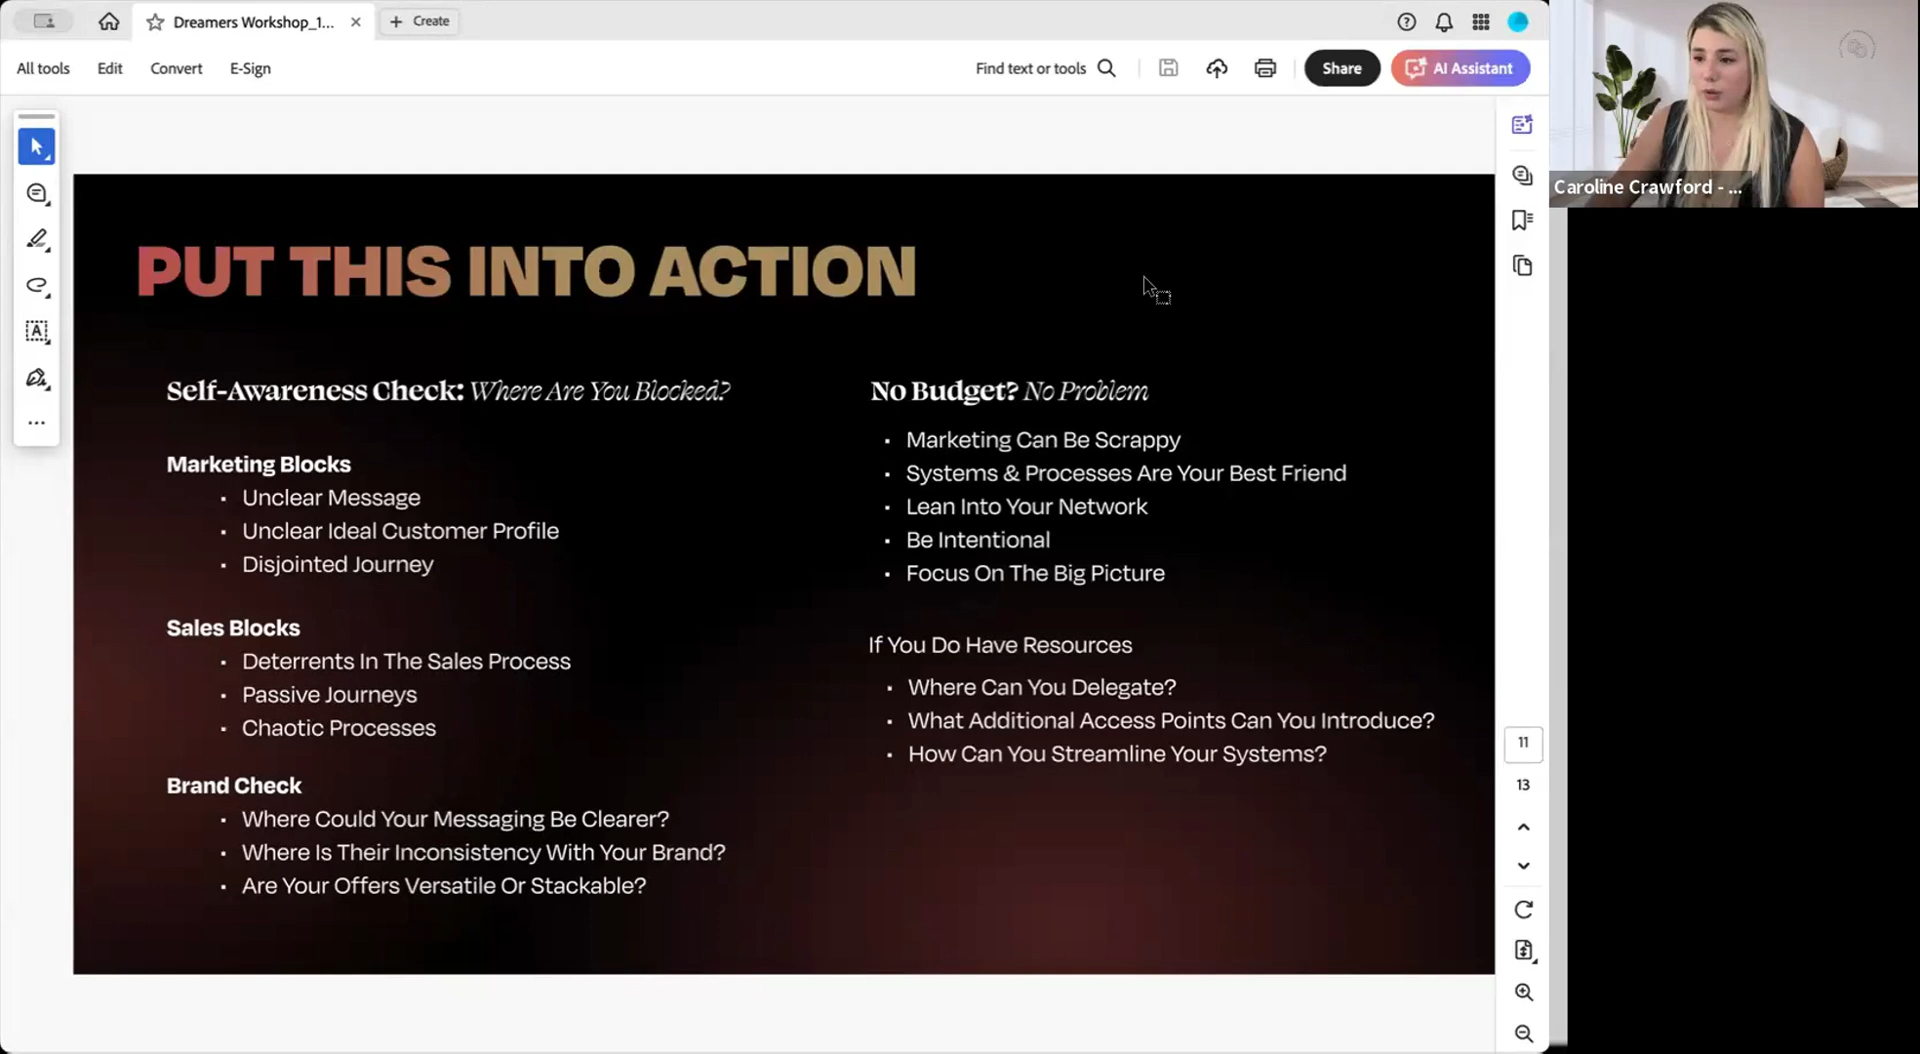 Dreamers Workshop_1...
Create
All tools
Edit
Convert
E-Sign
Find text or tools
Share
AI Assistant
Caroline Crawford - ...
PUT THIS INTO ACTION
Self-Awareness Check: Where Are You Blocked?
Marketing Blocks
· Unclear Message
· Unclear Ideal Customer Profile
· Disjointed Journey
Sales Blocks
· Deterrents In The Sales Process
· Passive Journeys
· Chaotic Processes
Brand Check
· Where Could Your Messaging Be Clearer?
· Where Is Their Inconsistency With Your Brand?
· Are Your Offers Versatile Or Stackable?
No Budget? No Problem
· Marketing Can Be Scrappy
· Systems & Processes Are Your Best Friend
· Lean Into Your Network
· Be Intentional
· Focus On The Big Picture
If You Do Have Resources
· Where Can You Delegate?
· What Additional Access Points Can You Introduce?
· How Can You Streamline Your Systems?
11
13